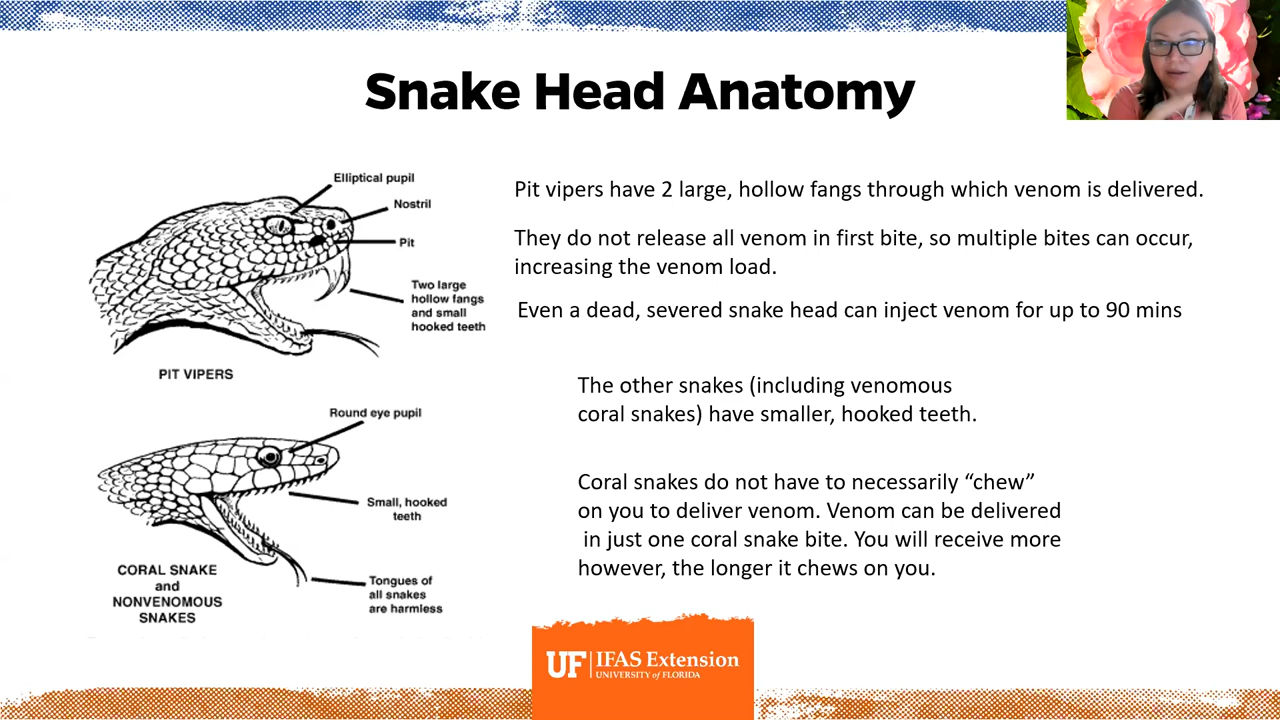 Snake Head Anatomy
Elliptical pupil
Nostril
Pit
Two large
hollow fangs
and small
hooked teeth
PIT VIPERS
Pit vipers have 2 large, hollow fangs through which venom is delivered.
They do not release all venom in first bite, so multiple bites can occur,
increasing the venom load.
Even a dead, severed snake head can inject venom for up to 90 mins
Round eye pupil
Small, hooked
teeth
Tongues of
all snakes
are harmless
CORAL SNAKE
and
NONVENOMOUS
SNAKES
The other snakes (including venomous
coral snakes) have smaller, hooked teeth.
Coral snakes do not have to necessarily “chew”
on you to deliver venom. Venom can be delivered
in just one coral snake bite. You will receive more
however, the longer it chews on you.
UF IFAS Extension
UNIVERSITY of FLORIDA